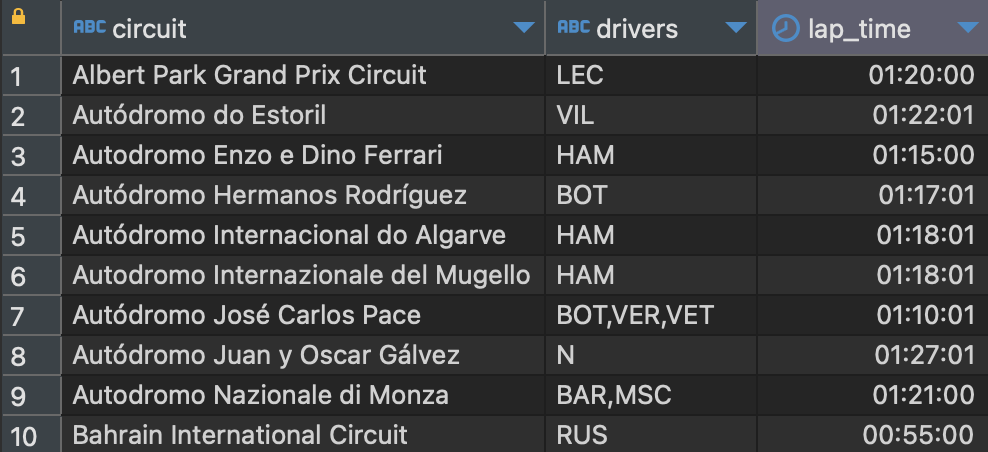 ABC circuit ABC drivers lap_time
1 Albert Park Grand Prix Circuit LEC 01:20:00
2 Autódromo do Estoril VIL 01:22:01
3 Autodromo Enzo e Dino Ferrari HAM 01:15:00
4 Autódromo Hermanos Rodríguez BOT 01:17:01
5 Autódromo Internacional do Algarve HAM 01:18:01
6 Autodromo Internazionale del Mugello HAM 01:18:01
7 Autódromo José Carlos Pace BOT,VER,VET 01:10:01
8 Autódromo Juan y Oscar Gálvez N 01:27:01
9 Autodromo Nazionale di Monza BAR,MSC 01:21:00
10 Bahrain International Circuit RUS 00:55:00